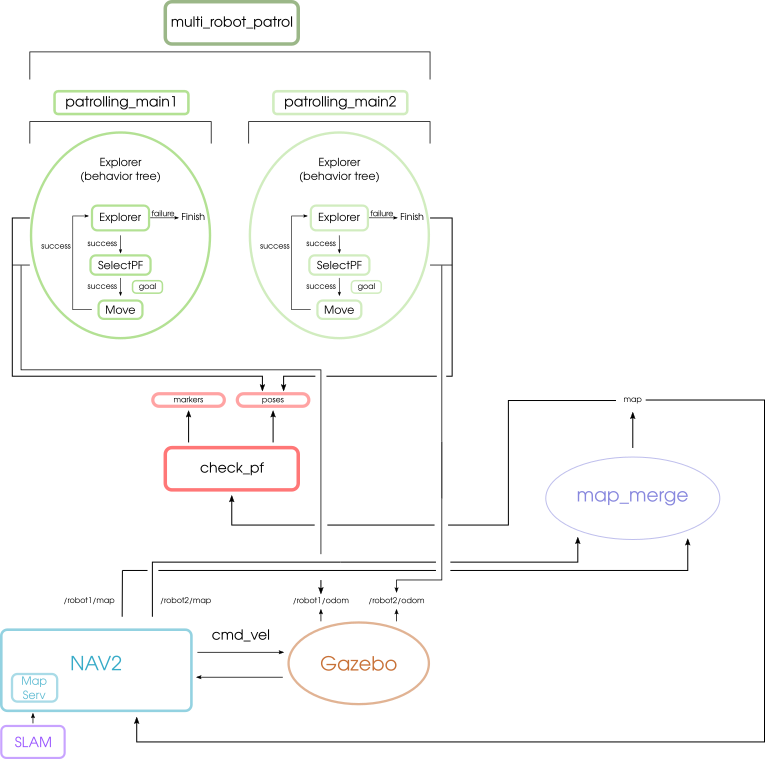 multi_robot_patrol
patrolling_main1
patrolling_main2
Explorer
(behavior tree)
Explorer
failure
Finish
success
success
SelectPF
success
goal
Move
Explorer
(behavior tree)
Explorer
failure
Finish
success
success
SelectPF
success
goal
Move
markers
poses
map
check_pf
map_merge
/robot1/map
/robot2/map
/robot1/odom
/robot2/odom
cmd_vel
NAV2
Gazebo
Map
Serv
SLAM